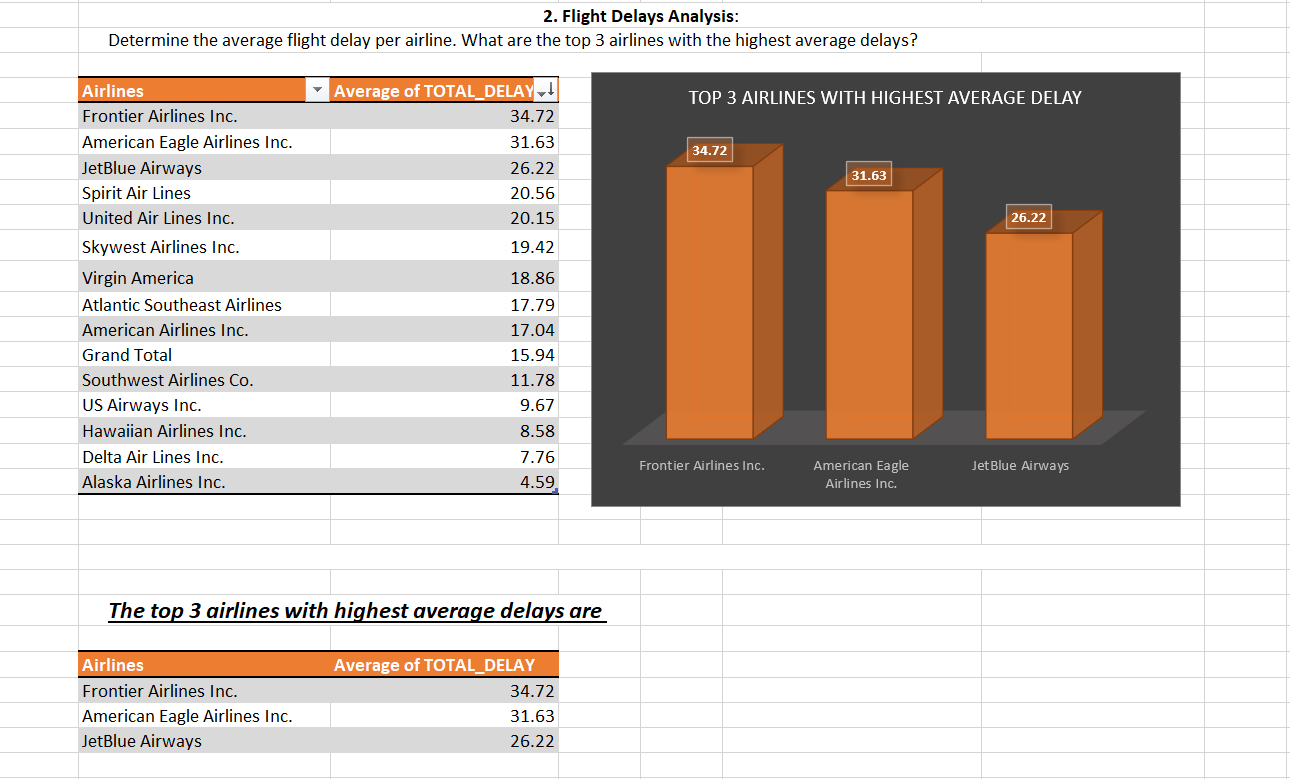 2. Flight Delays Analysis:
Determine the average flight delay per airline. What are the top 3 airlines with the highest average delays?
Airlines Average of TOTAL_DELAY
Frontier Airlines Inc. 34.72
American Eagle Airlines Inc. 31.63
JetBlue Airways 26.22
Spirit Air Lines 20.56
United Air Lines Inc. 20.15
Skywest Airlines Inc. 19.42
Virgin America 18.86
Atlantic Southeast Airlines 17.79
American Airlines Inc. 17.04
Grand Total 15.94
Southwest Airlines Co. 11.78
US Airways Inc. 9.67
Hawaiian Airlines Inc. 8.58
Delta Air Lines Inc. 7.76
Alaska Airlines Inc. 4.59
TOP 3 AIRLINES WITH HIGHEST AVERAGE DELAY
34.72
31.63
26.22
Frontier Airlines Inc. American Eagle JetBlue Airways
Airlines Inc.
The top 3 airlines with highest average delays are
Airlines Average of TOTAL_DELAY
Frontier Airlines Inc. 34.72
American Eagle Airlines Inc. 31.63
JetBlue Airways 26.22